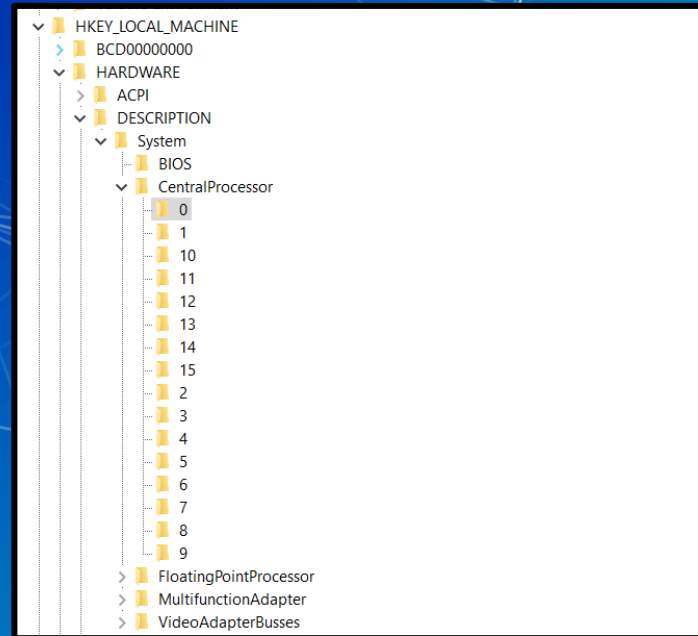 HKEY_LOCAL_MACHINE
BCD00000000
HARDWARE
ACPI
DESCRIPTION
System
BIOS
CentralProcessor
0
1
10
11
12
13
14
15
2
3
4
5
6
7
8
9
FloatingPointProcessor
MultifunctionAdapter
VideoAdapterBusses